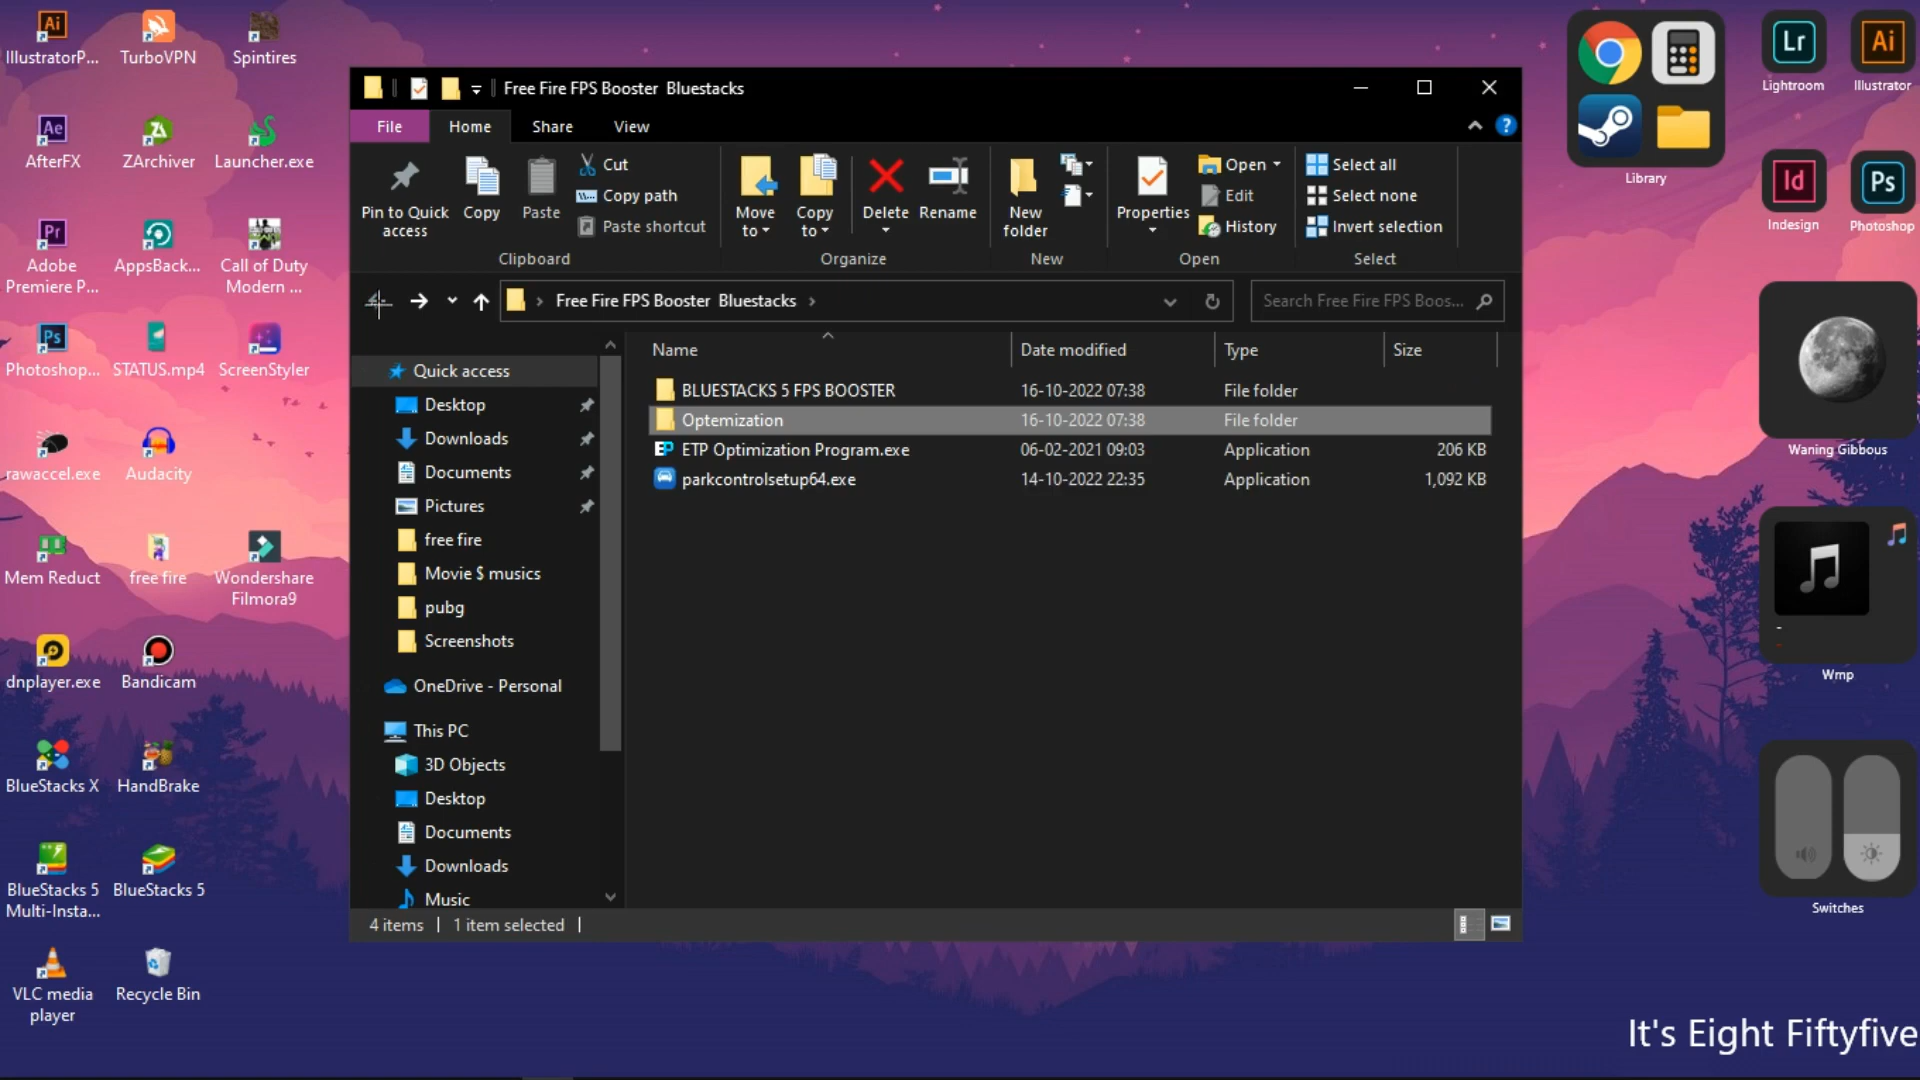 IllustratorP...
TurboVPN
Spintires
AfterFX
ZArchiver
Launcher.exe
Adobe
Premiere P...
AppsBack...
Call of Duty
Modern ...
Photoshop...
STATUS.mp4
ScreenStyler
rawaccel.exe
Audacity
Mem Reduct
free fire
Wondershare
Filmora9
dnplayer.exe
Bandicam
BlueStacks X
HandBrake
BlueStacks 5
Multi-Insta...
BlueStacks 5
VLC media
player
Recycle Bin
Free Fire FPS Booster  Bluestacks
File
Home
Share
View
Pin to Quick
access
Copy
Paste
Cut
Copy path
Paste shortcut
Clipboard
Move
to
Copy
to
Delete
Rename
Organize
New
folder
New
Properties
Open
Edit
History
Open
Select all
Select none
Invert selection
Select
Free Fire FPS Booster  Bluestacks
Search Free Fire FPS Boos...
Quick access
Desktop
Downloads
Documents
Pictures
free fire
Movie $ musics
pubg
Screenshots
OneDrive - Personal
This PC
3D Objects
Desktop
Documents
Downloads
Music
Name Date modified Type Size
BLUESTACKS 5 FPS BOOSTER 16-10-2022 07:38 File folder
Optemization 16-10-2022 07:38 File folder
EP ETP Optimization Program.exe 06-02-2021 09:03 Application 206 KB
parkcontrolsetup64.exe 14-10-2022 22:35 Application 1,092 KB
4 items
1 item selected
Library
Lr
Lightroom
Ai
Illustrator
Id
Indesign
Ps
Photoshop
Waning Gibbous
Wmp
Switches
It's Eight Fiftyfive